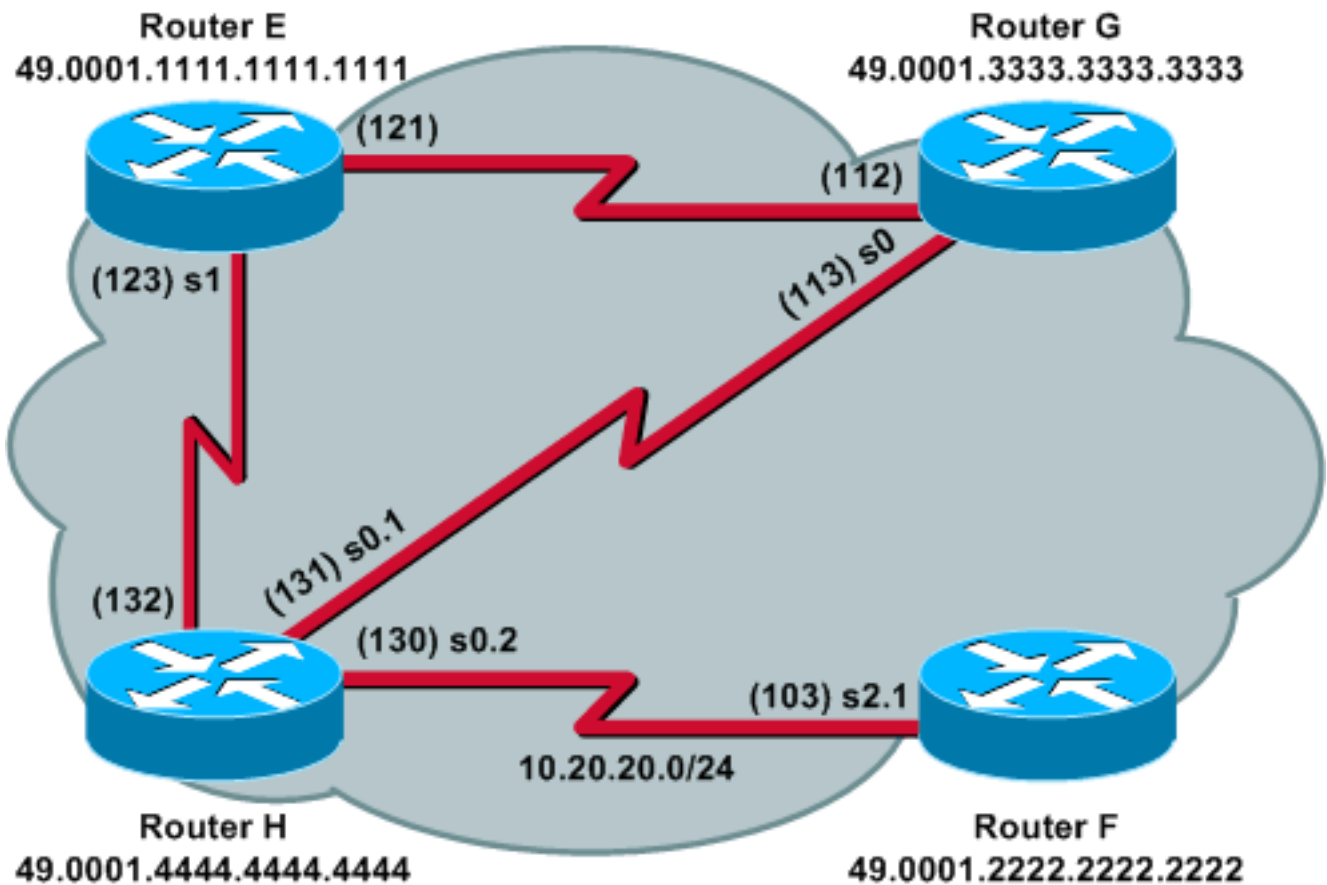 Router E
49.0001.1111.1111.1111
Router G
49.0001.3333.3333.3333
(121)
(112)
(123) s1
(113) s0
(132)
(131) s0.1
(130) s0.2
(103) s2.1
10.20.20.0/24
Router H
49.0001.4444.4444.4444
Router F
49.0001.2222.2222.2222